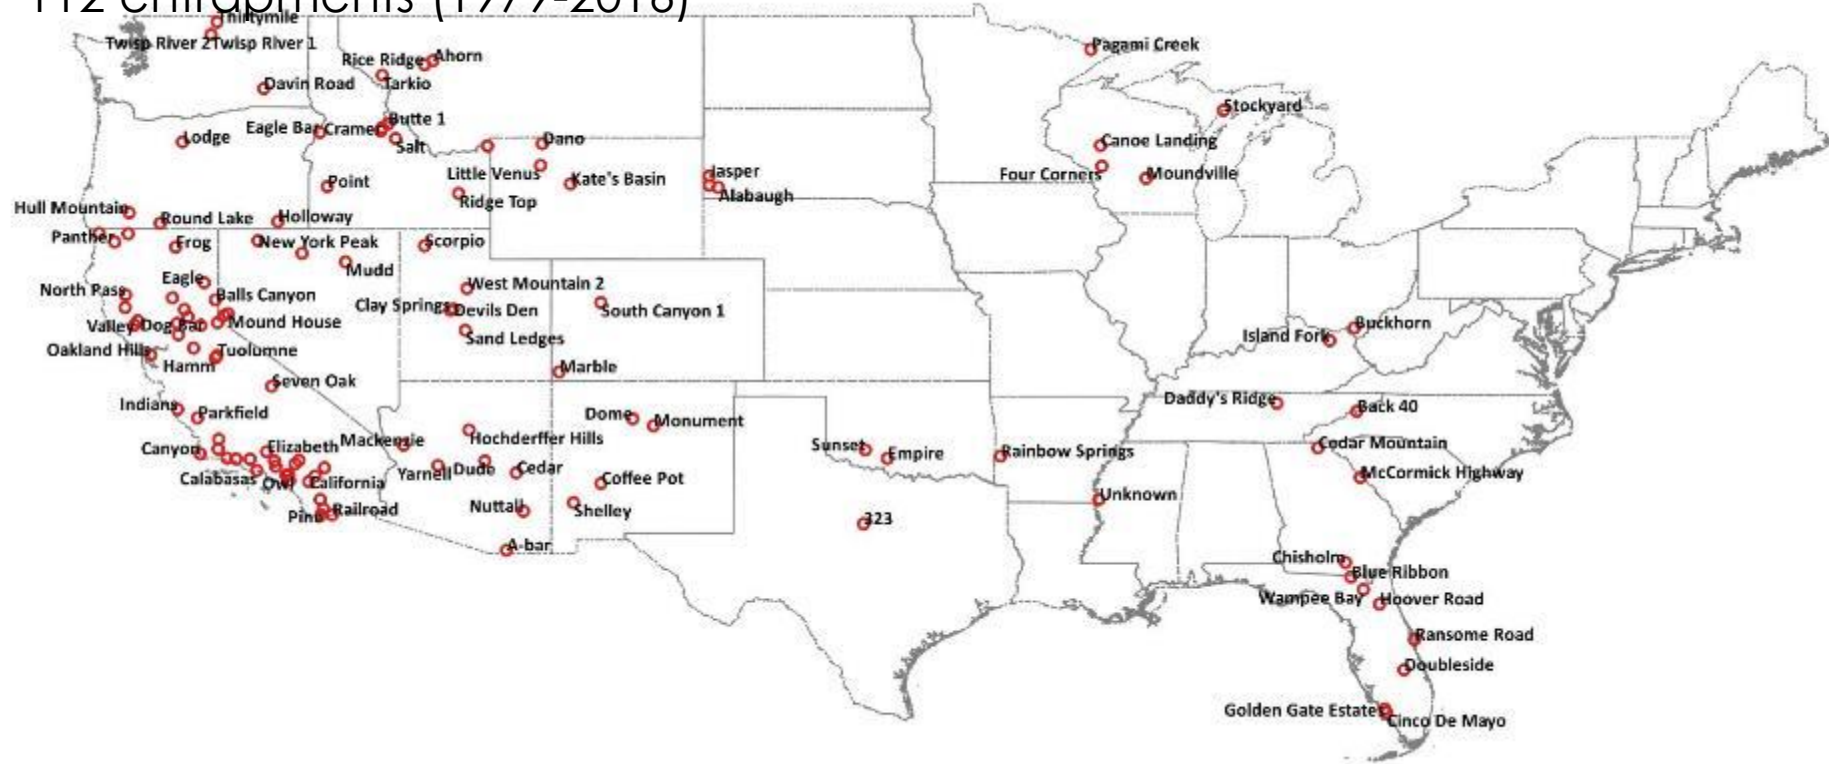 112 entrapments (1979-2018)
Thirtymile
Twisp River 2
Twisp River 1
Rice Ridge
Ahorn
Pagami Creek
Davin Road
Tarkio
Stockyard
Eagle Bar
Cramer
Butte 1
Lodge
Salt
Dano
Canoe Landing
Point
Little Venus
Kate's Basin
Jasper
Four Corners
Moundville
Ridge Top
Alabaugh
Hull Mountain
Round Lake
Holloway
Panther
Frog
New York Peak
Scorpio
Mudd
Eagle
North Pass
Balls Canyon
West Mountain 2
Clay Springs
Devils Den
South Canyon 1
Valley
Dog Bar
Mound House
Sand Ledges
Island Fork
Buckhorn
Oakland Hills
Tuolumne
Hamm
Marble
Seven Oak
Indians
Parkfield
Dome
Monument
Daddy's Ridge
Back 40
Canyon
Elizabeth
Mackenzie
Hochderffer Hills
Sunset
Empire
Rainbow Springs
Cedar Mountain
Calabasas
Owl
California
Yarnell
Dude
Cedar
Coffee Pot
McCormick Highway
Pine
Railroad
Nuttall
Shelley
Unknown
323
A-bar
Chisholm
Blue Ribbon
Wampee Bay
Hoover Road
Ransome Road
Doubleside
Golden Gate Estates
Cinco De Mayo